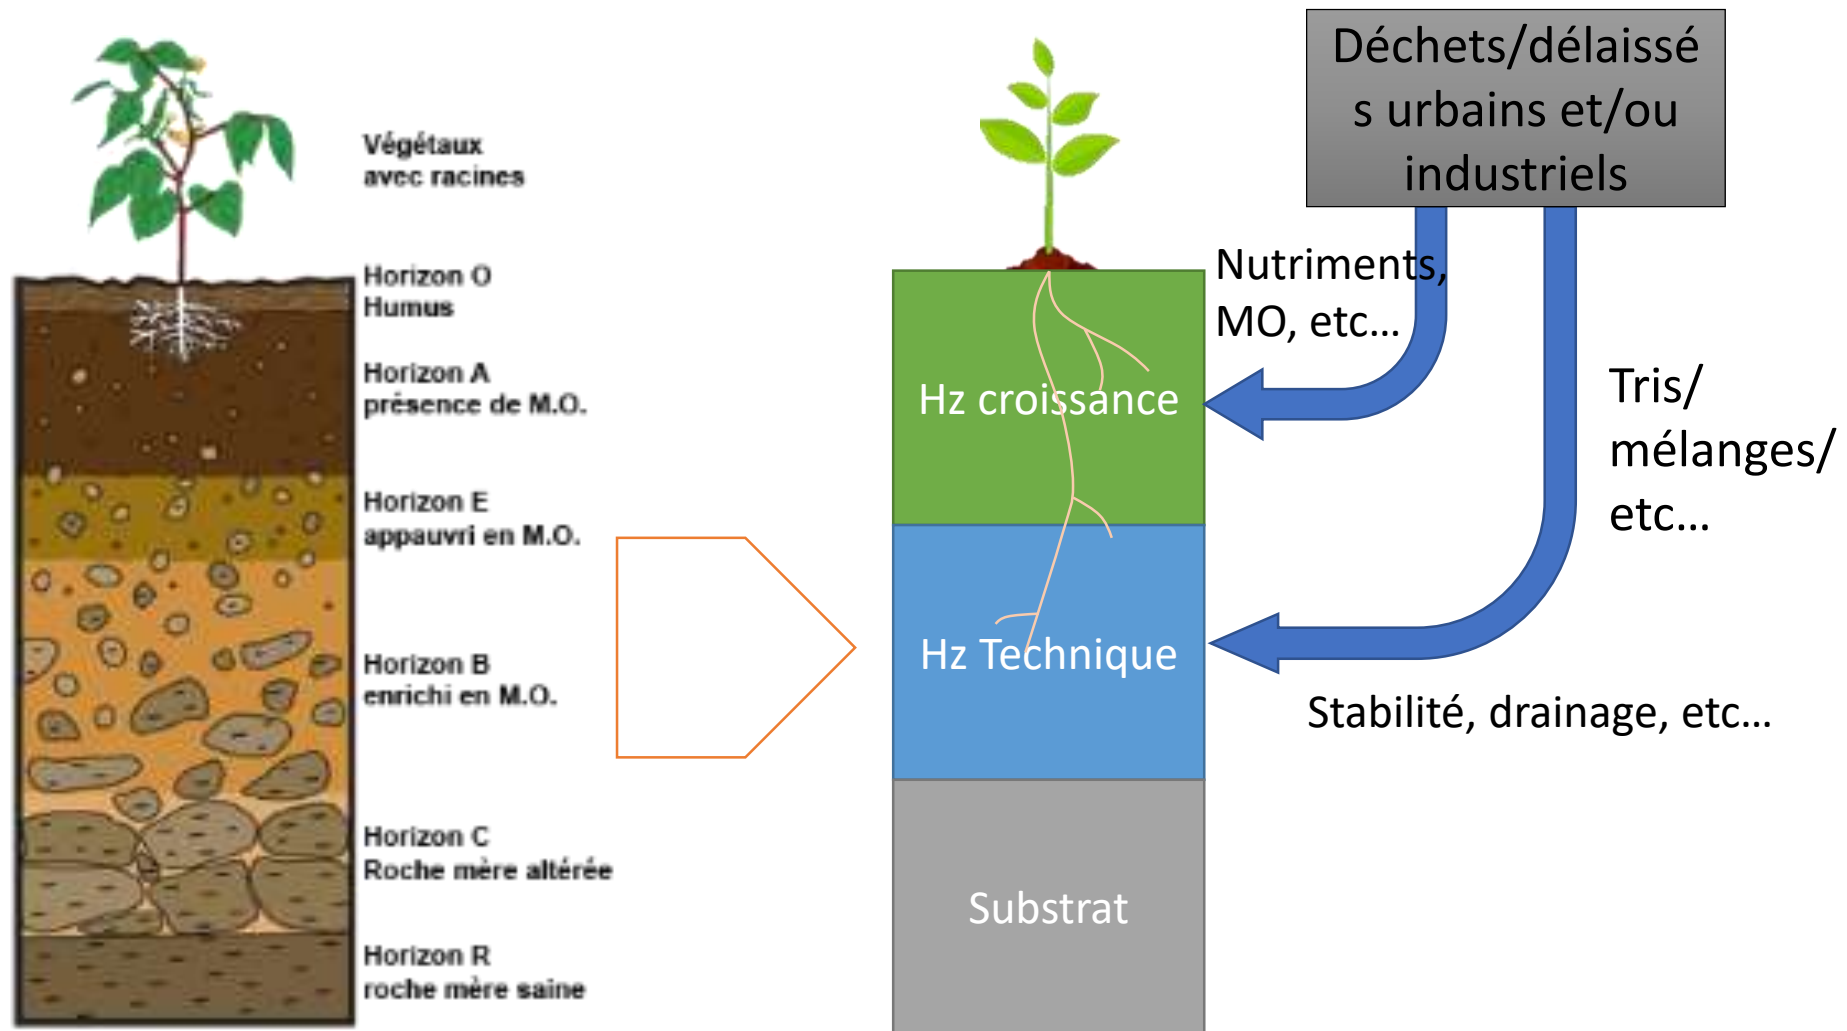 Végétaux
avec racines
Horizon O
Humus
Horizon A
présence de M.O.
Horizon E
appauvri en M.O.
Horizon B
enrichi en M.O.
Horizon C
Roche mère altérée
Horizon R
roche mère saine
Hz croissance
Hz Technique
Substrat
Déchets/délaissé
s urbains et/ou
industriels
Nutriments,
MO, etc…
Tris/
mélanges/
etc…
Stabilité, drainage, etc…